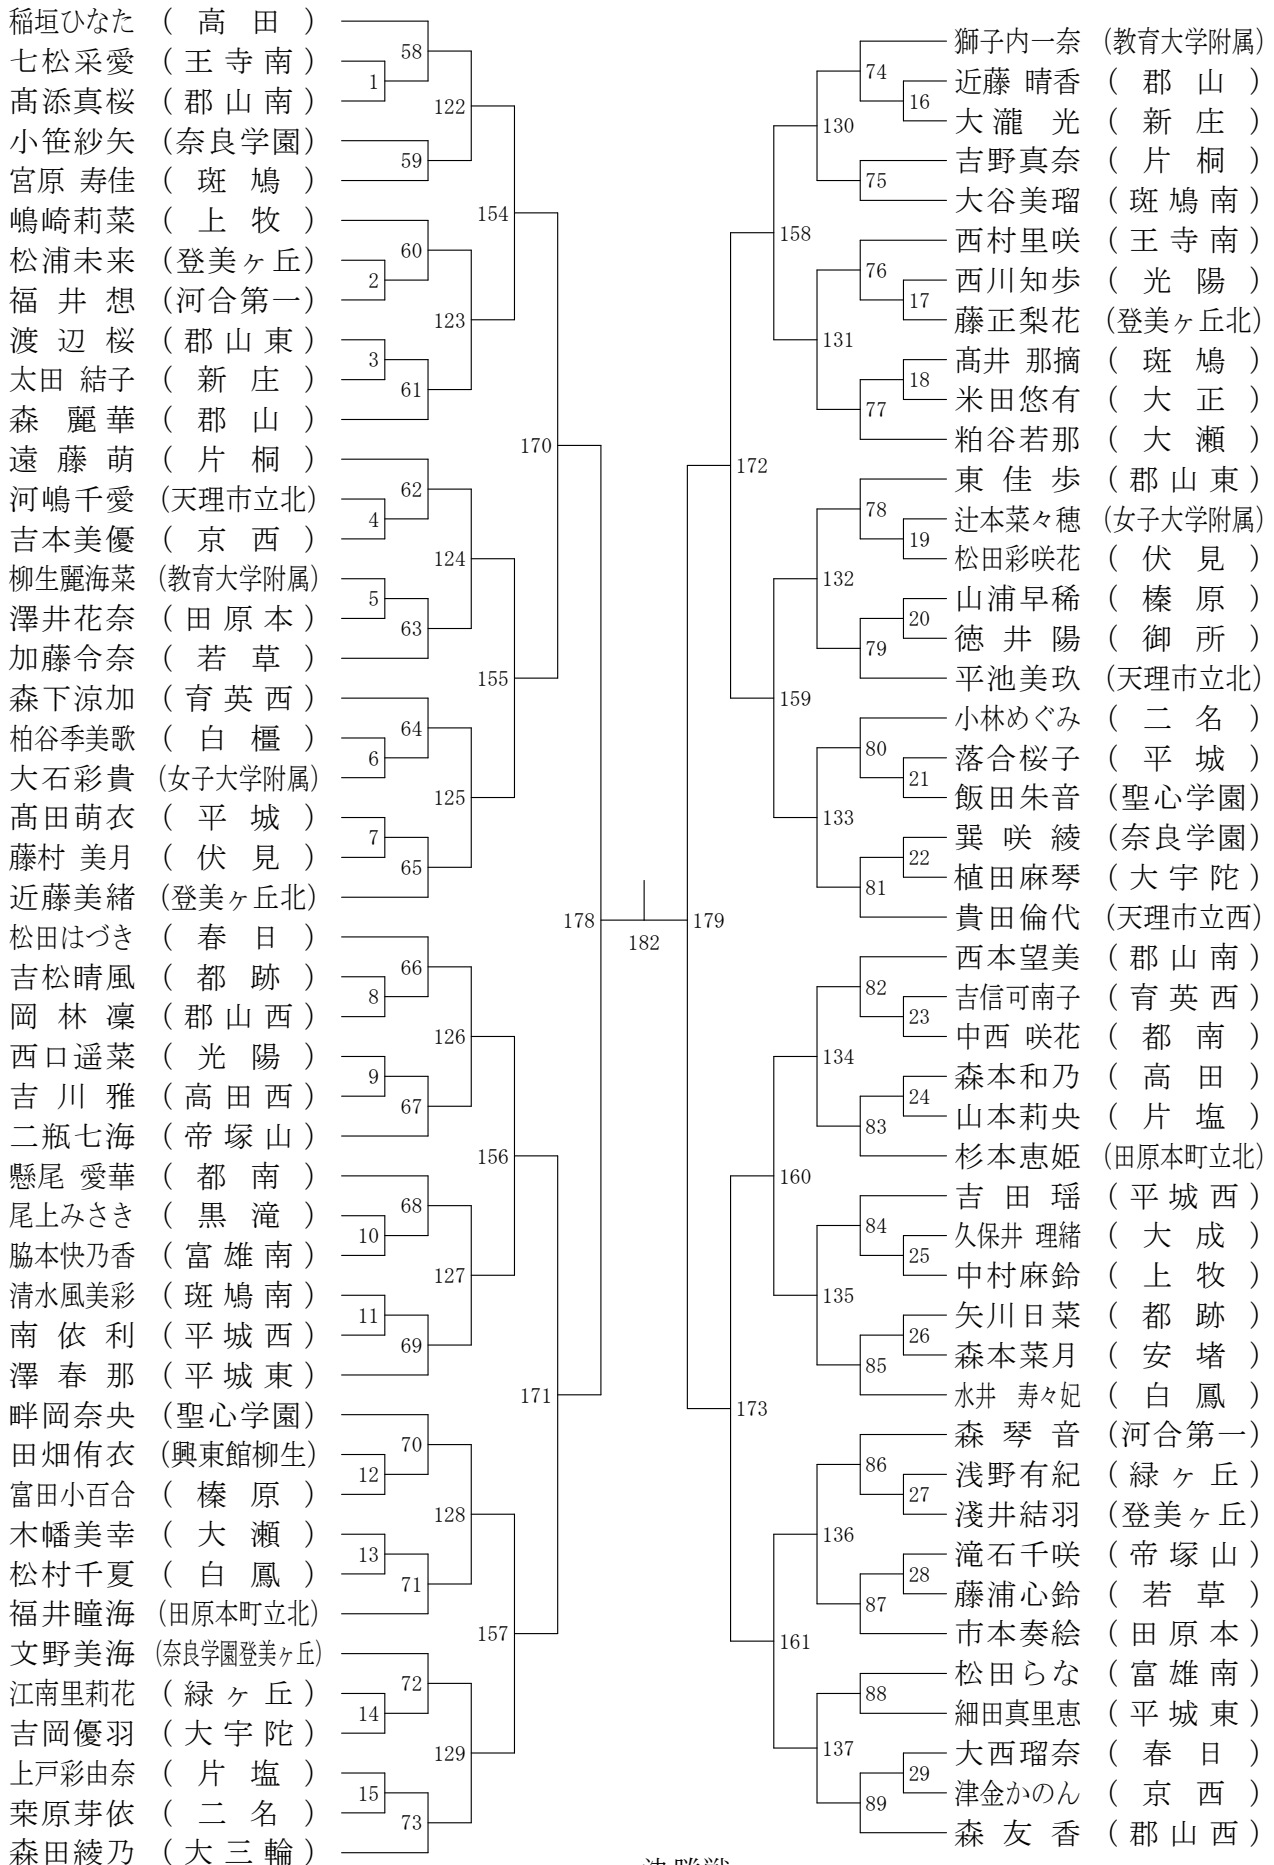 稲垣ひなた （ 高 田 ）
七松采愛 （ 王 寺 南 ）
髙添真桜 （ 郡 山 南 ）
小笹紗矢 （奈良学園）
宮原 寿佳 （ 斑 鳩 ）
嶋崎莉菜 （ 上 牧 ）
松浦未来 （登美ヶ丘）
福 井 想 （河合第一）
渡 辺 桜 （ 郡 山 東 ）
太田 結子 （ 新 庄 ）
森 麗 華 （ 郡 山 ）
遠 藤 萌 （ 片 桐 ）
河嶋千愛 （天理市立北）
吉本美優 （ 京 西 ）
柳生麗海菜 （教育大学附属）
澤井花奈 （ 田 原 本 ）
加藤令奈 （ 若 草 ）
森下涼加 （ 育 英 西 ）
柏谷季美歌 （ 白 橿 ）
大石彩貴 （女子大学附属）
髙田萌衣 （ 平 城 ）
藤村 美月 （ 伏 見 ）
近藤美緒 （登美ヶ丘北）
松田はづき （ 春 日 ）
吉松晴風 （ 都 跡 ）
岡 林 凜 （ 郡 山 西 ）
西口遥菜 （ 光 陽 ）
吉 川 雅 （ 高 田 西 ）
二瓶七海 （ 帝 塚 山 ）
懸尾 愛華 （ 都 南 ）
尾上みさき （ 黒 滝 ）
脇本快乃香 （ 富 雄 南 ）
清水風美彩 （ 斑 鳩 南 ）
南 依 利 （ 平 城 西 ）
澤 春 那 （ 平 城 東 ）
畔岡奈央 （聖心学園）
田畑侑衣 （興東館柳生）
富田小百合 （ 榛 原 ）
木幡美幸 （ 大 瀬 ）
松村千夏 （ 白 鳳 ）
福井瞳海 （田原本町立北）
文野美海 （奈良学園登美ヶ丘）
江南里莉花 （ 緑 ヶ 丘 ）
吉岡優羽 （ 大 宇 陀 ）
上戸彩由奈 （ 片 塩 ）
栞原芽依 （ 二 名 ）
森田綾乃 （ 大 三 輪 ）
1
2
3
4
5
6
7
8
9
10
11
12
13
14
15
58
59
60
61
62
63
64
65
66
67
68
69
70
71
72
73
122
123
124
125
126
127
128
129
154
155
156
157
170
171
178
182
179
172
173
158
159
160
161
130
131
132
133
134
135
136
137
74
75
76
77
78
79
80
81
82
83
84
85
86
87
88
89
16
17
18
19
20
21
22
23
24
25
26
27
28
29
獅子内一奈 （教育大学附属）
近藤 晴香 （ 郡 山 ）
大 瀧 光 （ 新 庄 ）
吉野真奈 （ 片 桐 ）
大谷美瑠 （ 斑 鳩 南 ）
西村里咲 （ 王 寺 南 ）
西川知歩 （ 光 陽 ）
藤正梨花 （登美ヶ丘北）
髙井 那摘 （ 斑 鳩 ）
米田悠有 （ 大 正 ）
粕谷若那 （ 大 瀬 ）
東 佳 歩 （ 郡 山 東 ）
辻本菜々穂 （女子大学附属）
松田彩咲花 （ 伏 見 ）
山浦早稀 （ 榛 原 ）
徳 井 陽 （ 御 所 ）
平池美玖 （天理市立北）
小林めぐみ （ 二 名 ）
落合桜子 （ 平 城 ）
飯田朱音 （聖心学園）
巽 咲 綾 （奈良学園）
植田麻琴 （ 大 宇 陀 ）
貴田倫代 （天理市立西）
西本望美 （ 郡 山 南 ）
吉信可南子 （ 育 英 西 ）
中西 咲花 （ 都 南 ）
森本和乃 （ 高 田 ）
山本莉央 （ 片 塩 ）
杉本恵姫 （田原本町立北）
吉 田 瑶 （ 平 城 西 ）
久保井 理緒 （ 大 成 ）
中村麻鈴 （ 上 牧 ）
矢川日菜 （ 都 跡 ）
森本菜月 （ 安 堵 ）
水井 寿々妃 （ 白 鳳 ）
森 琴 音 （河合第一）
浅野有紀 （ 緑 ヶ 丘 ）
淺井結羽 （登美ヶ丘）
滝石千咲 （ 帝 塚 山 ）
藤浦心鈴 （ 若 草 ）
市本奏絵 （ 田 原 本 ）
松田らな （ 富 雄 南 ）
細田真里恵 （ 平 城 東 ）
大西瑠奈 （ 春 日 ）
津金かのん （ 京 西 ）
森 友 香 （ 郡 山 西 ）
決勝戦